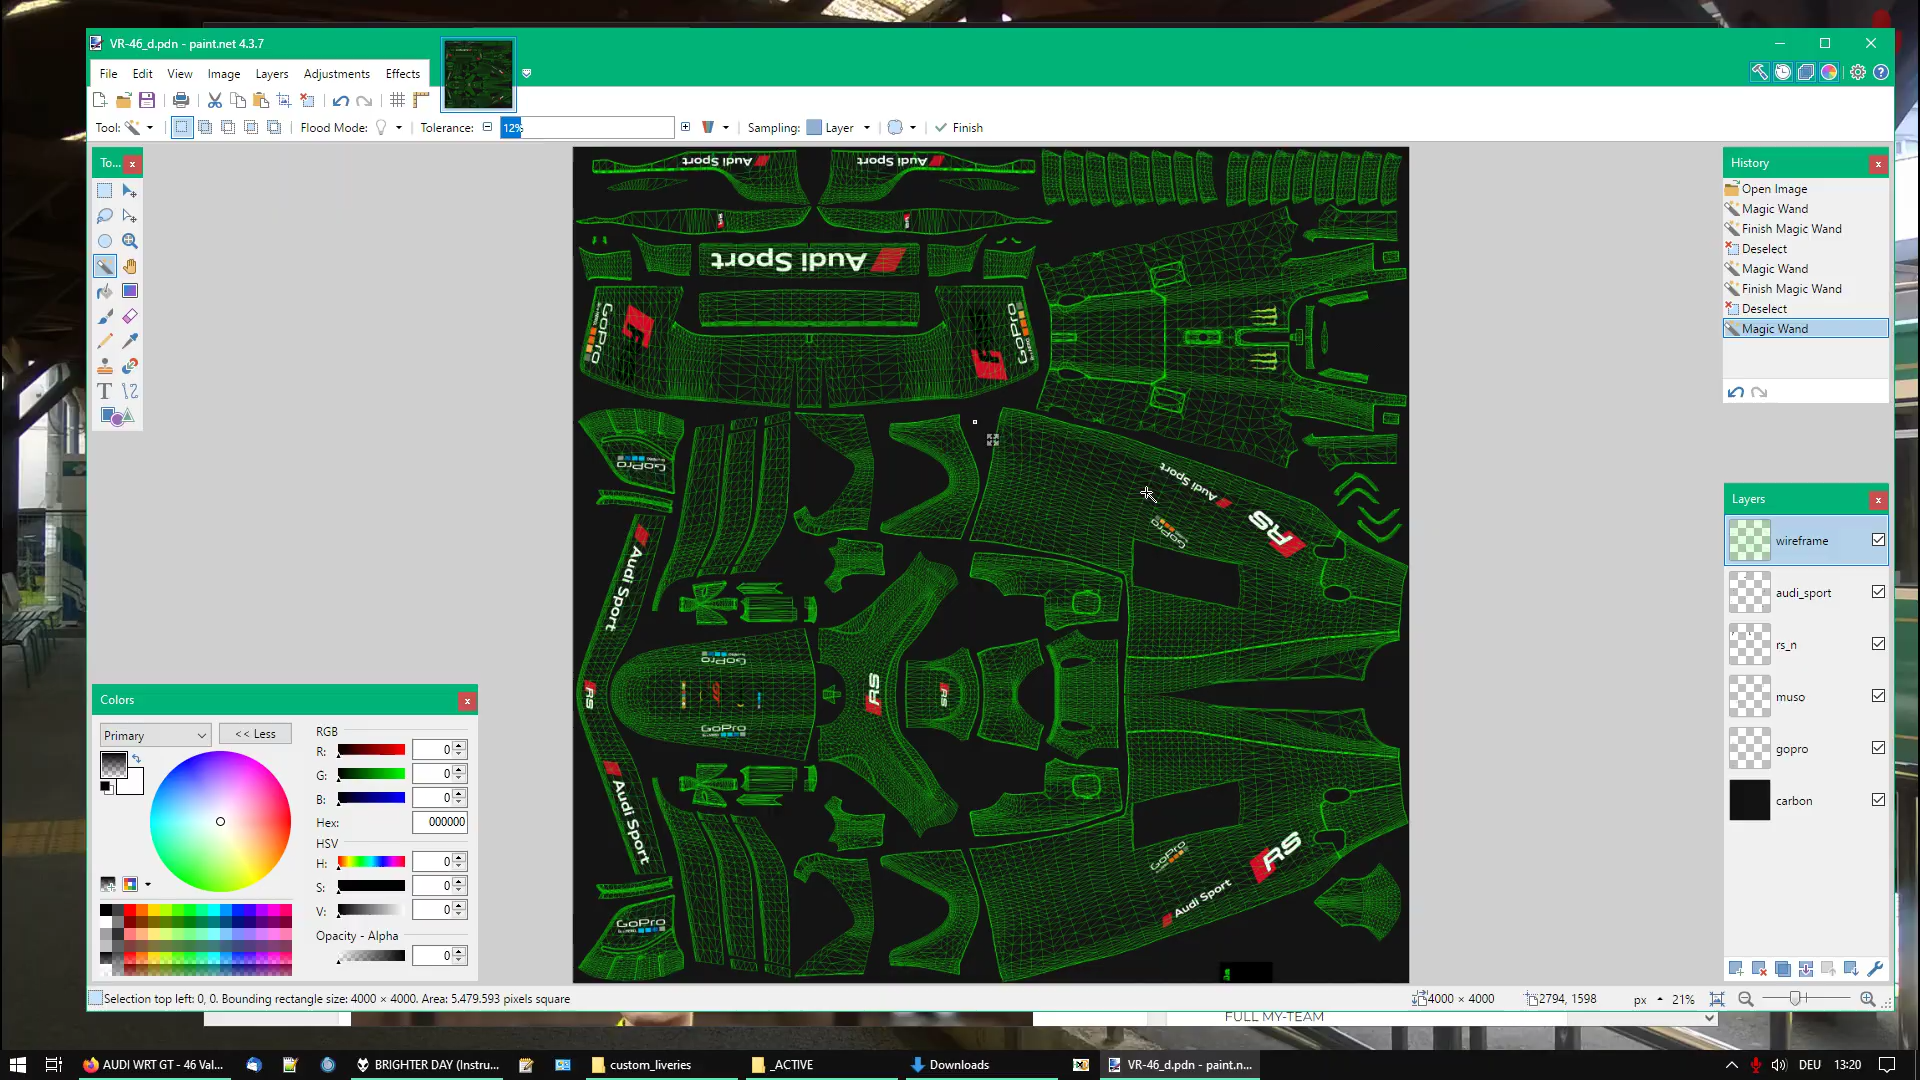 VR-46_d.pdn - paint.net 4.3.7
File Edit View Image Layers Adjustments Effects
Tool: Flood Mode: Tolerance: 12% Sampling: Layer Finish
To...
History
Open Image
Magic Wand
Finish Magic Wand
Deselect
Magic Wand
Finish Magic Wand
Deselect
Magic Wand
Audi Sport
Audi Sport
Audi Sport
GoPro
GoPro
GoPro
Audi Sport
GoPro
RS
Audi Sport
GoPro
RS
RS
RS
GoPro
Audi Sport
GoPro
RS
Audi Sport
GoPro
Layers
wireframe
audi_sport
rs_n
muso
gopro
carbon
Colors
Primary
<< Less
RGB
R: 0
G: 0
B: 0
Hex: 000000
HSV
H: 0
S: 0
V: 0
Opacity - Alpha
0
Selection top left: 0, 0. Bounding rectangle size: 4000 × 4000. Area: 5.479.593 pixels square
4000 × 4000
2794, 1598
px
21%
FULL MY-TEAM
AUDI WRT GT - 46 Val...
BRIGHTER DAY (Instru...
custom_liveries
_ACTIVE
Downloads
VR-46_d.pdn - paint.n...
DEU
13:20